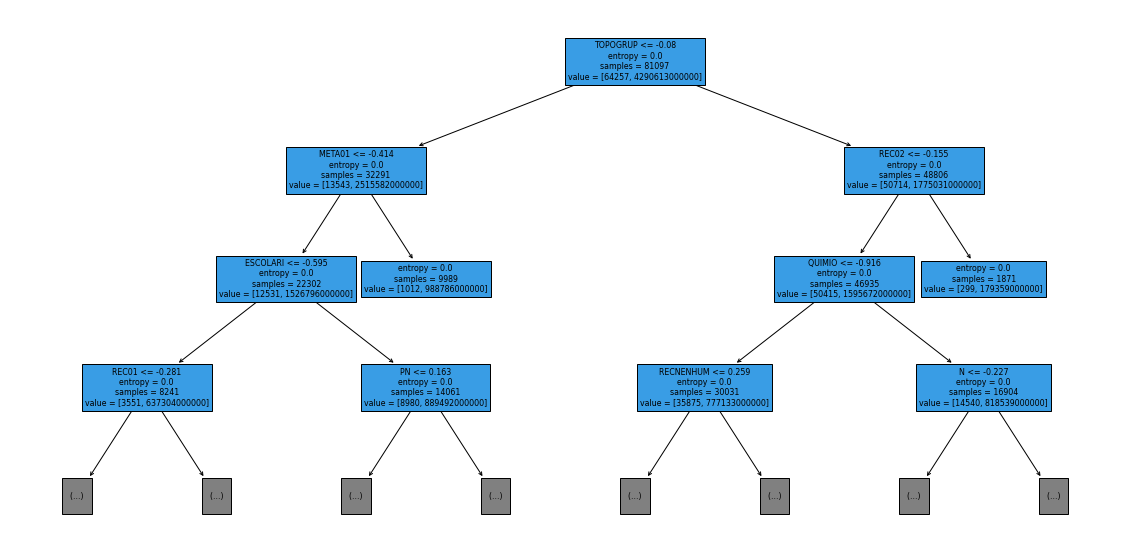 TOPOGRUP <= -0.08
entropy = 0.0
samples = 81097
value = [64257, 4290613000000]
META01 <= -0.414
entropy = 0.0
samples = 32291
value = [13543, 2515582000000]
REC02 <= -0.155
entropy = 0.0
samples = 48806
value = [50714, 1775031000000]
ESCOLARI <= -0.595
entropy = 0.0
samples = 22302
value = [12531, 1526796000000]
entropy = 0.0
samples = 9989
value = [1012, 988786000000]
QUIMIO <= -0.916
entropy = 0.0
samples = 46935
value = [50415, 1595672000000]
entropy = 0.0
samples = 1871
value = [299, 179359000000]
REC01 <= -0.281
entropy = 0.0
samples = 8241
value = [3551, 637304000000]
PN <= 0.163
entropy = 0.0
samples = 14061
value = [8980, 889492000000]
RECNENHUM <= 0.259
entropy = 0.0
samples = 30031
value = [35875, 777133000000]
N <= -0.227
entropy = 0.0
samples = 16904
value = [14540, 818539000000]
(...)
(...)
(...)
(...)
(...)
(...)
(...)
(...)